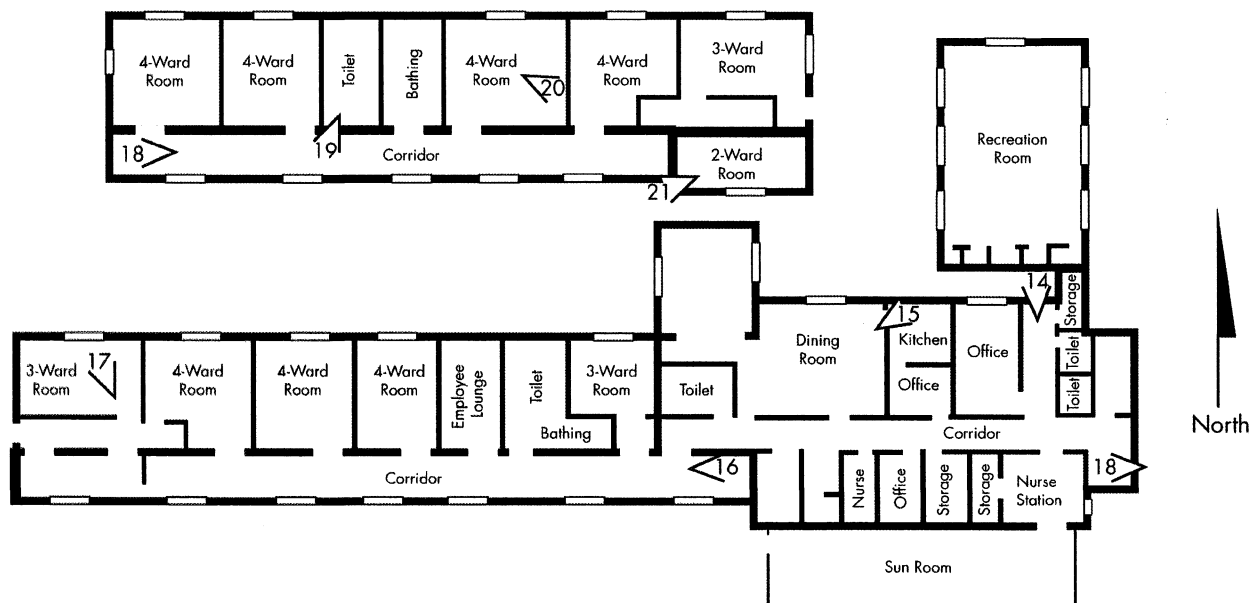 4-Ward
Room
4-Ward
Room
Toilet
Bathing
4-Ward
Room
20
4-Ward
Room
3-Ward
Room
18
19
Corridor
2-Ward
Room
21
Recreation
Room
14
Storage
15
Dining
Room
Kitchen
Office
Office
Toilet
Toilet
3-Ward
Room
17
4-Ward
Room
4-Ward
Room
4-Ward
Room
Employee
Lounge
Toilet
3-Ward
Room
Toilet
Bathing
Corridor
Corridor
16
Nurse
Office
Storage
Storage
Nurse
Station
18
Sun Room
North